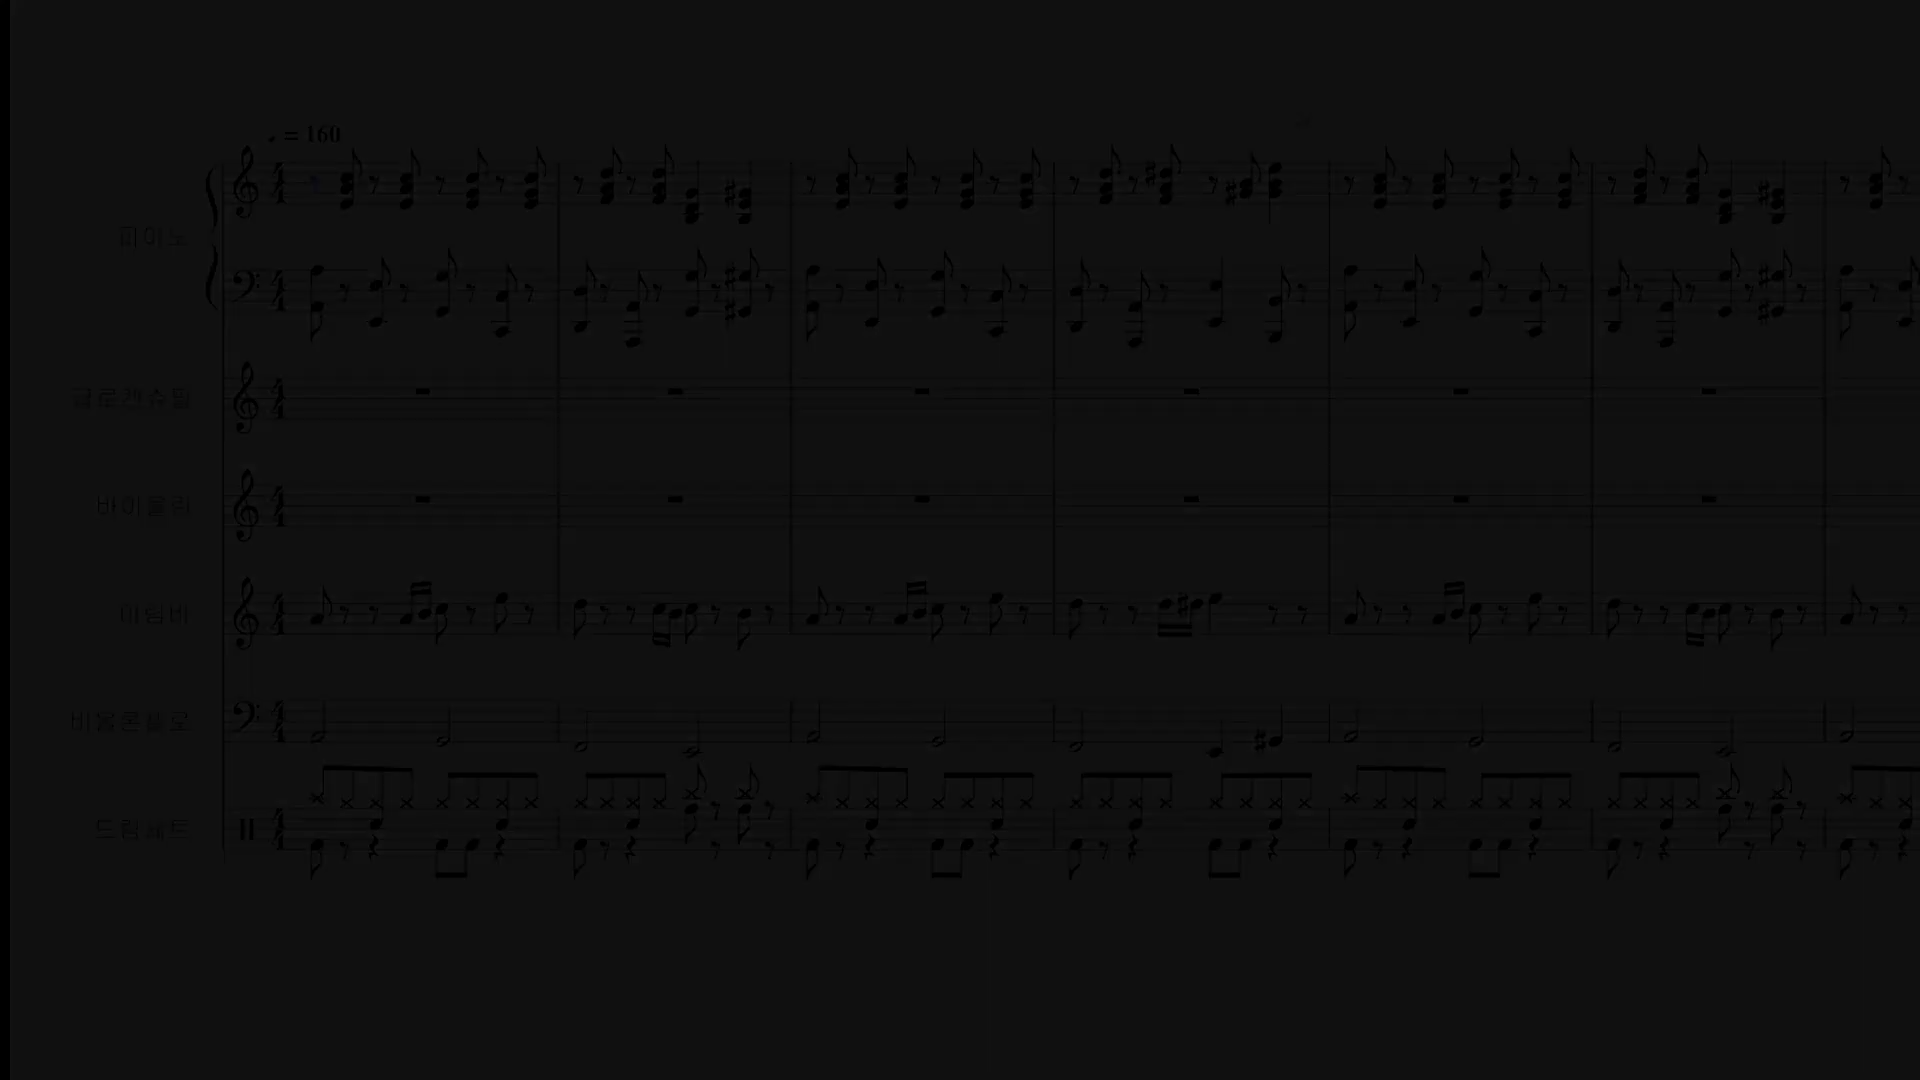 ♩ = 160
피아노
글로켄슈필
바이올린
마림바
비올론첼로
드럼세트